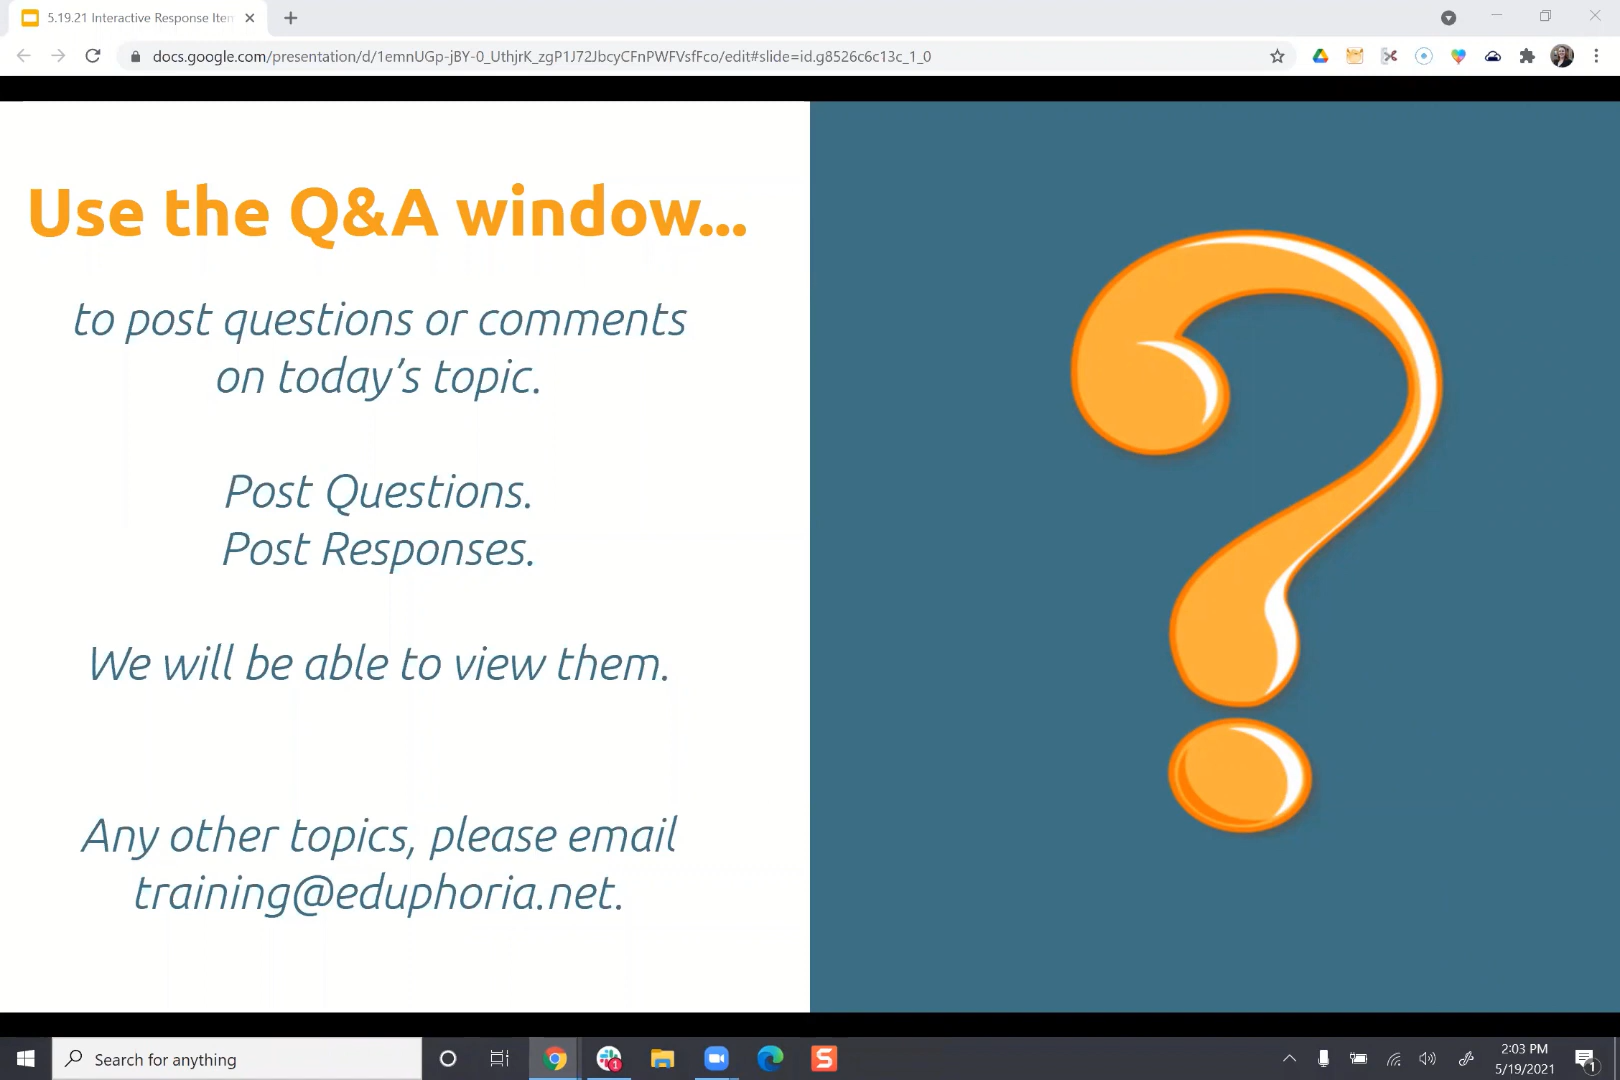 5.19.21 Interactive Response Iten
docs.google.com/presentation/d/1emnUGp-jBY-0_UthjrK_zgP1J72JbcyCFnPWFVsfFco/edit#slide=id.g8526c6c13c_1_0
Use the Q&A window...
to post questions or comments
on today's topic.
Post Questions.
Post Responses.
We will be able to view them.
Any other topics, please email
training@eduphoria.net.
Search for anything
1
S
2:03 PM
5/19/2021
1